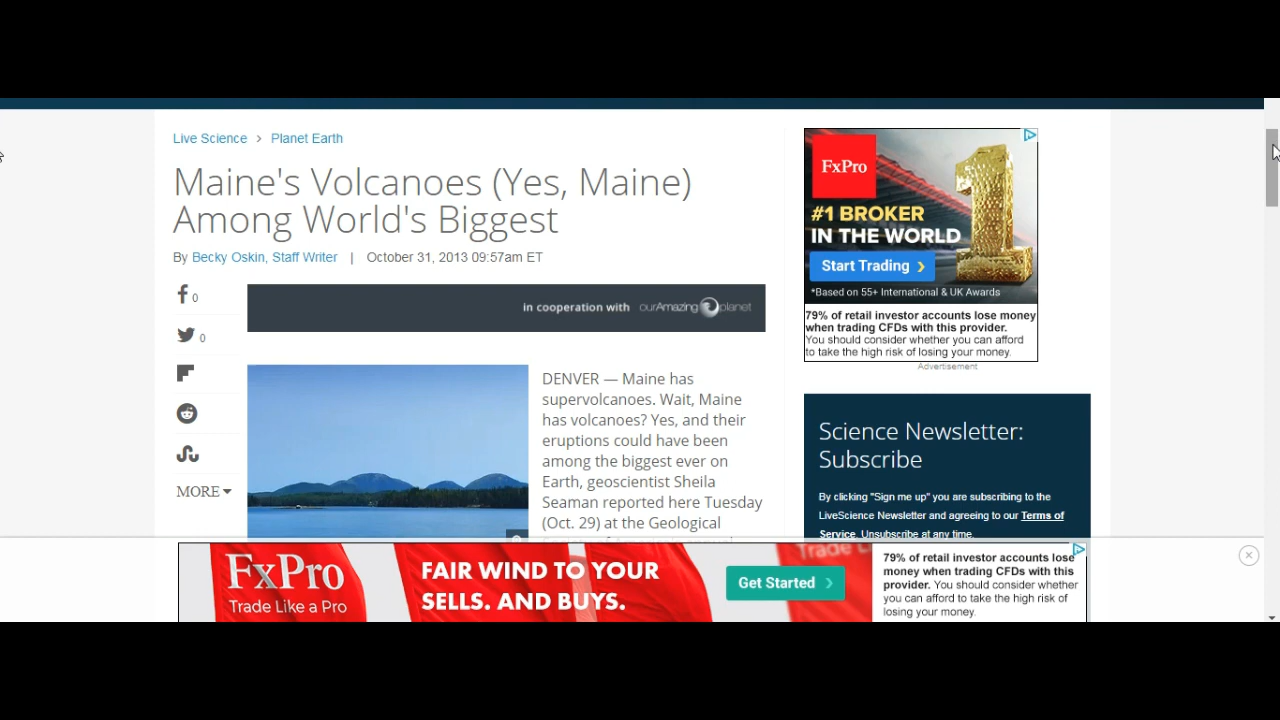 Live Science > Planet Earth
Maine's Volcanoes (Yes, Maine)
Among World's Biggest
By Becky Oskin, Staff Writer | October 31, 2013 09:57am ET
0
0
MORE
in cooperation with ourAmazing planet
DENVER — Maine has
supervolcanoes. Wait, Maine
has volcanoes? Yes, and their
eruptions could have been
among the biggest ever on
Earth, geoscientist Sheila
Seaman reported here Tuesday
(Oct. 29) at the Geological
FxPro
1
#1 BROKER
IN THE WORLD
Start Trading
*Based on 55+ International & UK Awards
79% of retail investor accounts lose money
when trading CFDs with this provider.
You should consider whether you can afford
to take the high risk of losing your money.
Advertisement
Science Newsletter:
Subscribe
By clicking "Sign me up" you are subscribing to the
LiveScience Newsletter and agreeing to our Terms of
Service. Unsubscribe at any time.
FxPro
Trade Like a Pro
FAIR WIND TO YOUR
SELLS. AND BUYS.
Get Started
Trade
79% of retail investor accounts lose
money when trading CFDs with this
provider. You should consider whether
you can afford to take the high risk of
losing your money.